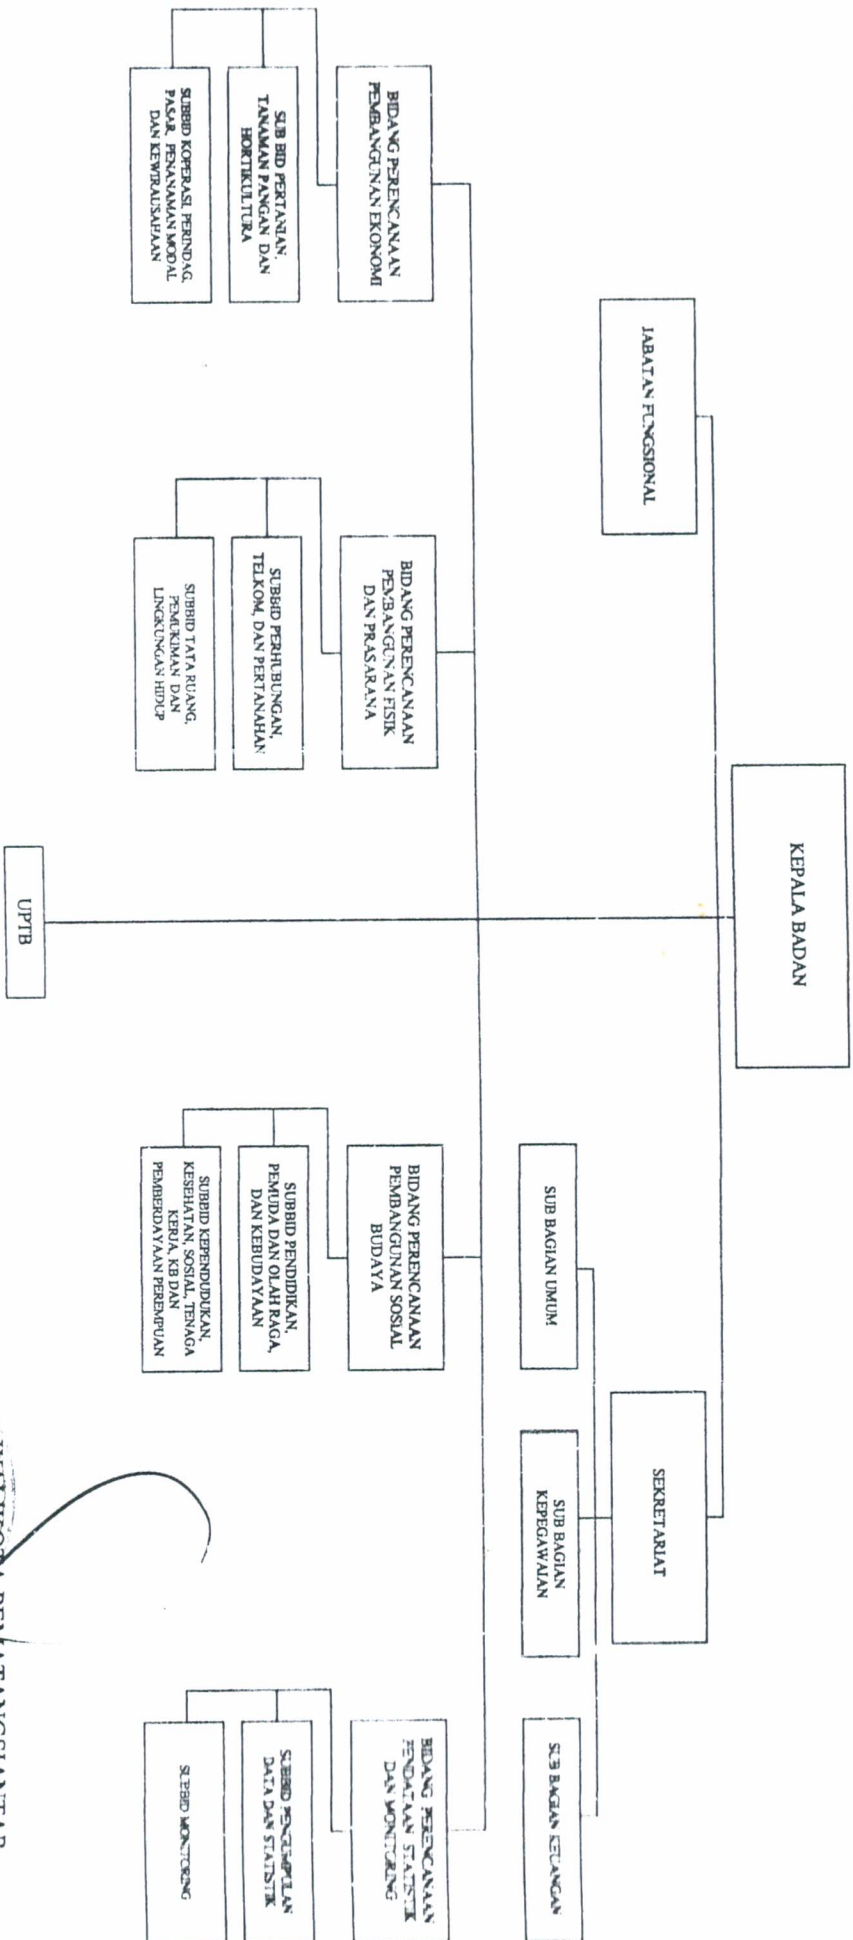 KEPALA BADAN
JABATAN FUNGSIONAL
SEKRETARIAT
SUB BAGIAN UMUM
SUB BAGIAN
KEPEGAWAIAN
SUB BAGIAN KEUANGAN
BIDANG PERENCANAAN
PEMBANGUNAN EKONOMI
SUB BID PERTANIAN,
TANAMAN PANGAN DAN
HORTIKULTURA
SUBBID KOPERASI, PERINDAG,
PASAR, PENANAMAN MODAL
DAN KEWIRAUSAHAAN
BIDANG PERENCANAAN
PEMBANGUNAN FISIK
DAN PRASARANA
SUBBID PERHUBUNGAN,
TELKOM, DAN PERTANAHAN
SUBBID TATA RUANG,
PEMUKIMAN DAN
LINGKUNGAN HIDUP
BIDANG PERENCANAAN
PEMBANGUNAN SOSIAL
BUDAYA
SUBBID PENDIDIKAN,
PEMUDA DAN OLAH RAGA,
DAN KEBUDAYAAN
SUBBID KEPENDUDUKAN,
KESEHATAN, SOSIAL, TENAGA
KERJA, KB DAN
PEMBERDAYAAN PEREMPUAN
BIDANG PERENCANAAN
PENDATAAN STATISTIK
DAN MONITORING
SUBBID PENGUMPULAN
DATA DAN STATISTIK
SUBBID MONITORING
UPTB
PEMATANGSIANTAR